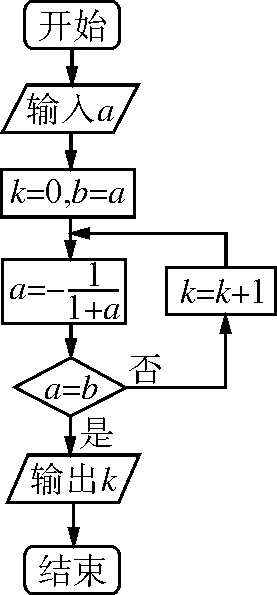 开始
输入a
k=0,b=a
a=-1/(1+a)
k=k+1
a=b
否
是
输出k
结束